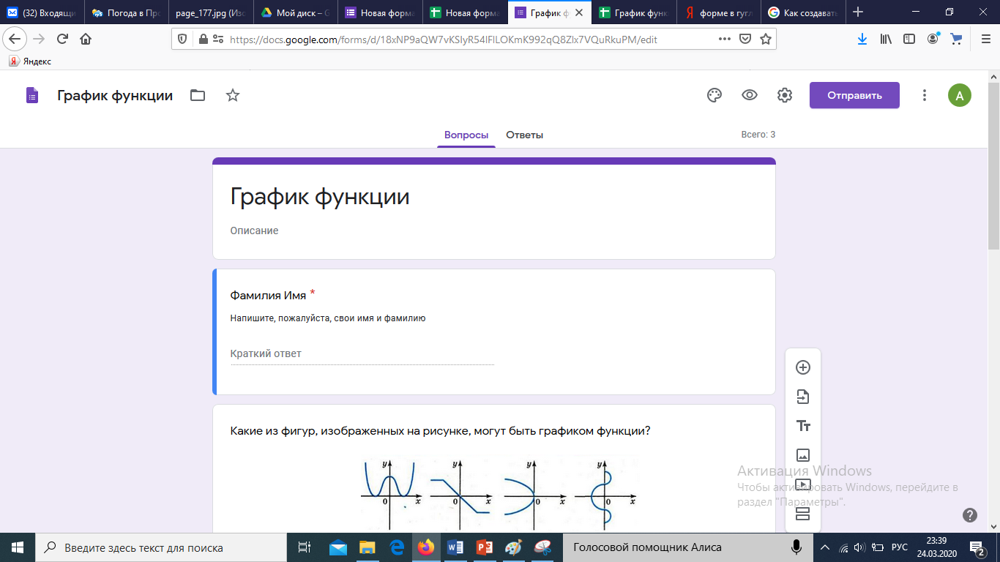 (32) Входящи
Погода в Про
page_177.jpg (Изо
Мой диск – G
Новая форма
Новая форма
График фу
График функ
форме в гугл
Как создавать
https://docs.google.com/forms/d/18xNP9aQW7vKSIyR54IFlLOKmK992qQ8Zlx7VQuRkuPM/edit
Яндекс
График функции
Отправить
A
Вопросы Ответы
Всего: 3
График функции
Описание
Фамилия Имя *
Напишите, пожалуйста, свои имя и фамилию
Краткий ответ
Какие из фигур, изображенных на рисунке, могут быть графиком функции?
y y y y
0 x 0 x 0 x 0 x
Tт
Активация Windows
Чтобы активировать Windows, перейдите в
раздел "Параметры".
Введите здесь текст для поиска
Голосовой помощник Алиса
РУС
23:39
24.03.2020
2